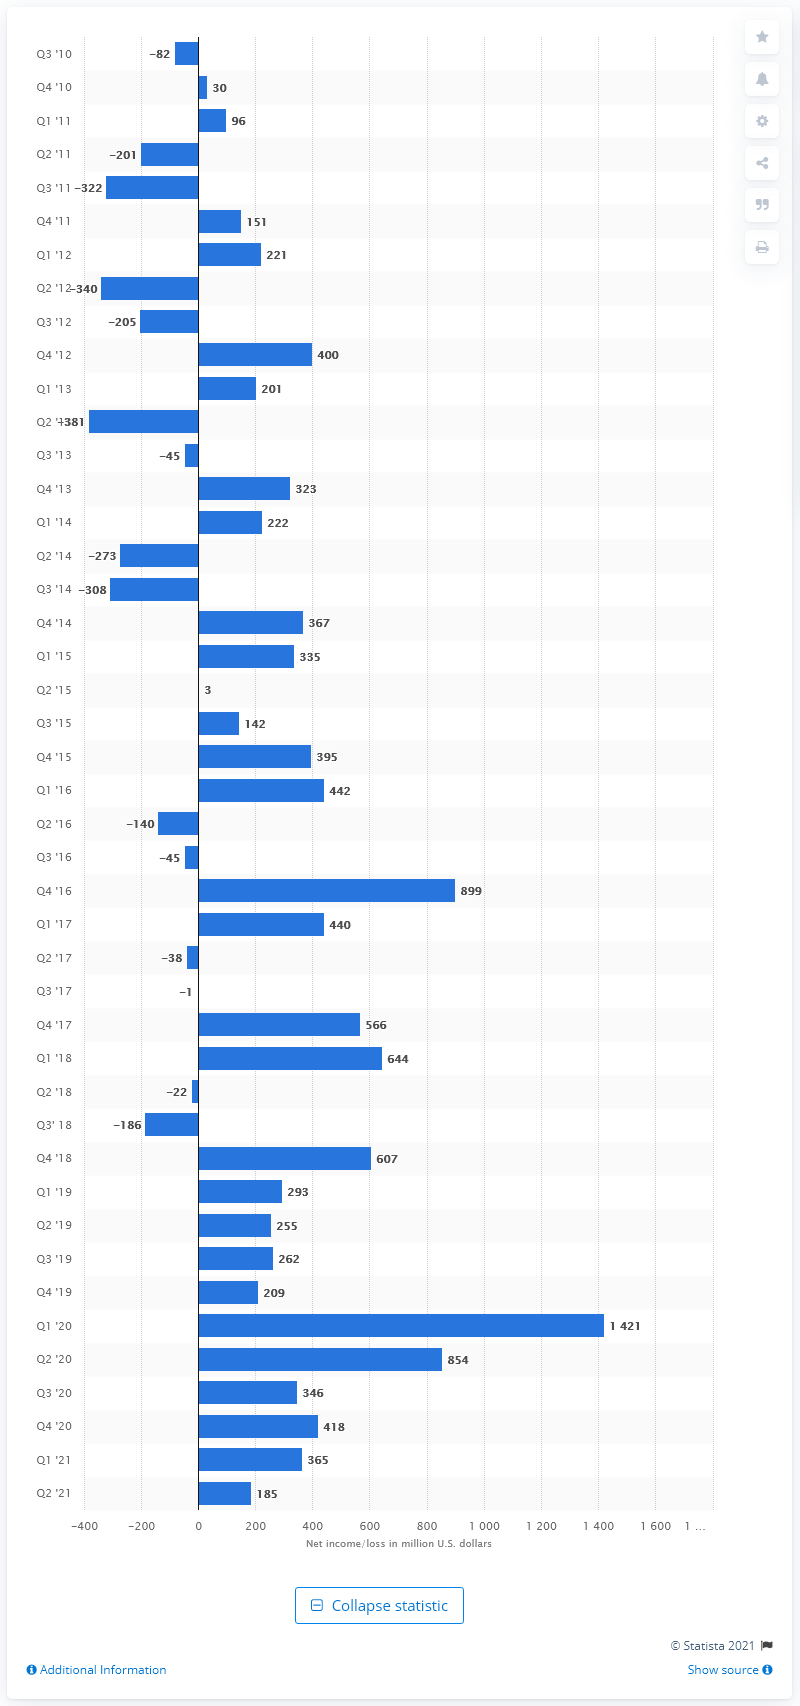 Q3 '10 −82
Q4 '10 30
Q1 '11 96
Q2 '11 −201
Q3 '11 −322
Q4 '11 151
Q1 '12 221
Q2 '12 −340
Q3 '12 −205
Q4 '12 400
Q1 '13 201
Q2 '13 −381
Q3 '13 −45
Q4 '13 323
Q1 '14 222
Q2 '14 −273
Q3 '14 −308
Q4 '14 367
Q1 '15 335
Q2 '15 3
Q3 '15 142
Q4 '15 395
Q1 '16 442
Q2 '16 −140
Q3 '16 −45
Q4 '16 899
Q1 '17 440
Q2 '17 −38
Q3 '17 −1
Q4 '17 566
Q1 '18 644
Q2 '18 −22
Q3' 18 −186
Q4 '18 607
Q1 '19 293
Q2 '19 255
Q3 '19 262
Q4 '19 209
Q1 '20 1 421
Q2 '20 854
Q3 '20 346
Q4 '20 418
Q1 '21 365
Q2 '21 185
−400 −200 0 200 400 600 800 1 000 1 200 1 400 1 600 1 ...
Net income/loss in million U.S. dollars
Collapse statistic
© Statista 2021
Additional Information Show source